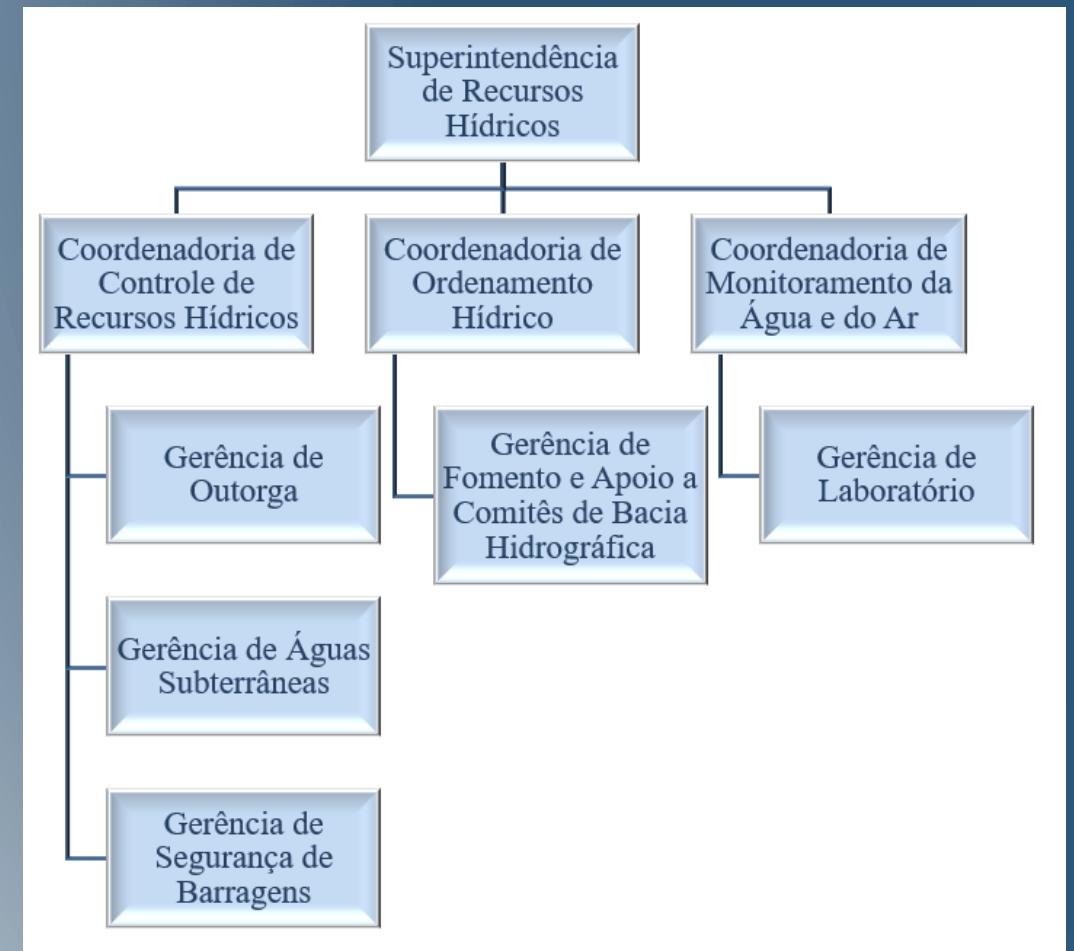 Superintendência
de Recursos
Hídricos
Coordenadoria de
Controle de
Recursos Hídricos
Coordenadoria de
Ordenamento
Hídrico
Coordenadoria de
Monitoramento da
Água e do Ar
Gerência de
Outorga
Gerência de
Fomento e Apoio a
Comitês de Bacia
Hidrográfica
Gerência de
Laboratório
Gerência de Águas
Subterrâneas
Gerência de
Segurança de
Barragens